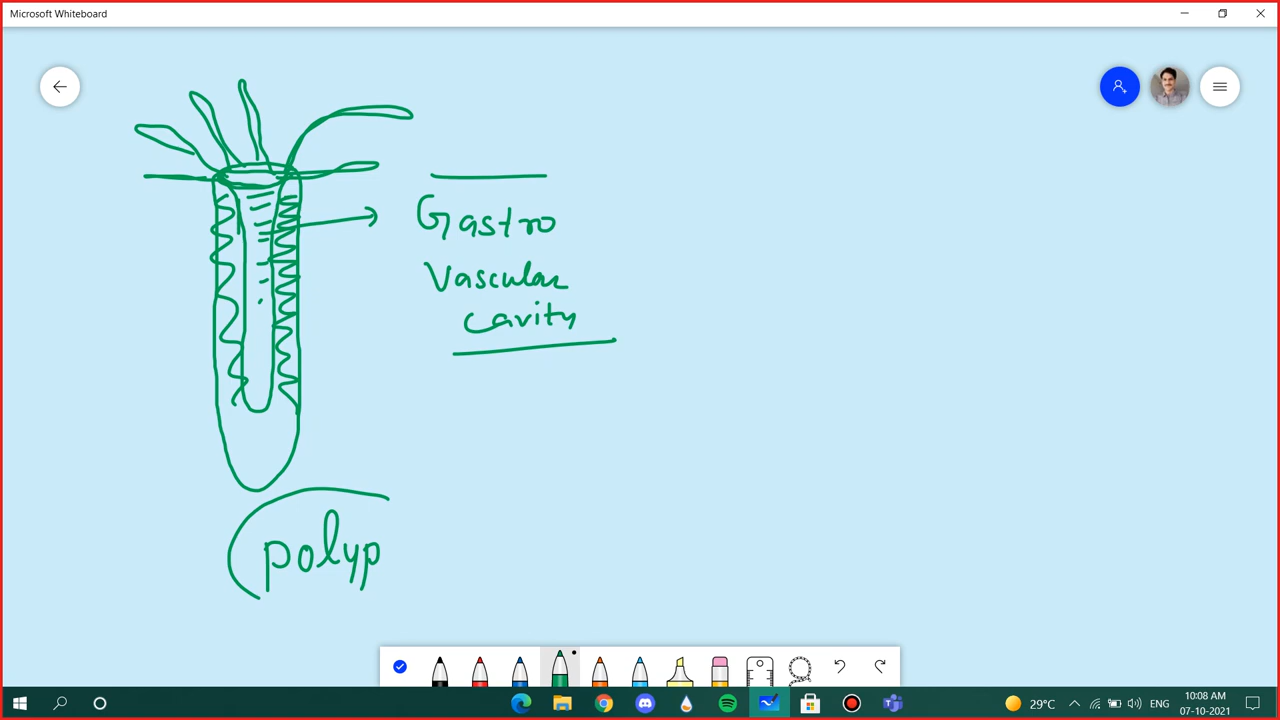 Microsoft Whiteboard
Gastro
Vascular
cavity
polyp
29°C
ENG
10:08 AM
07-10-2021